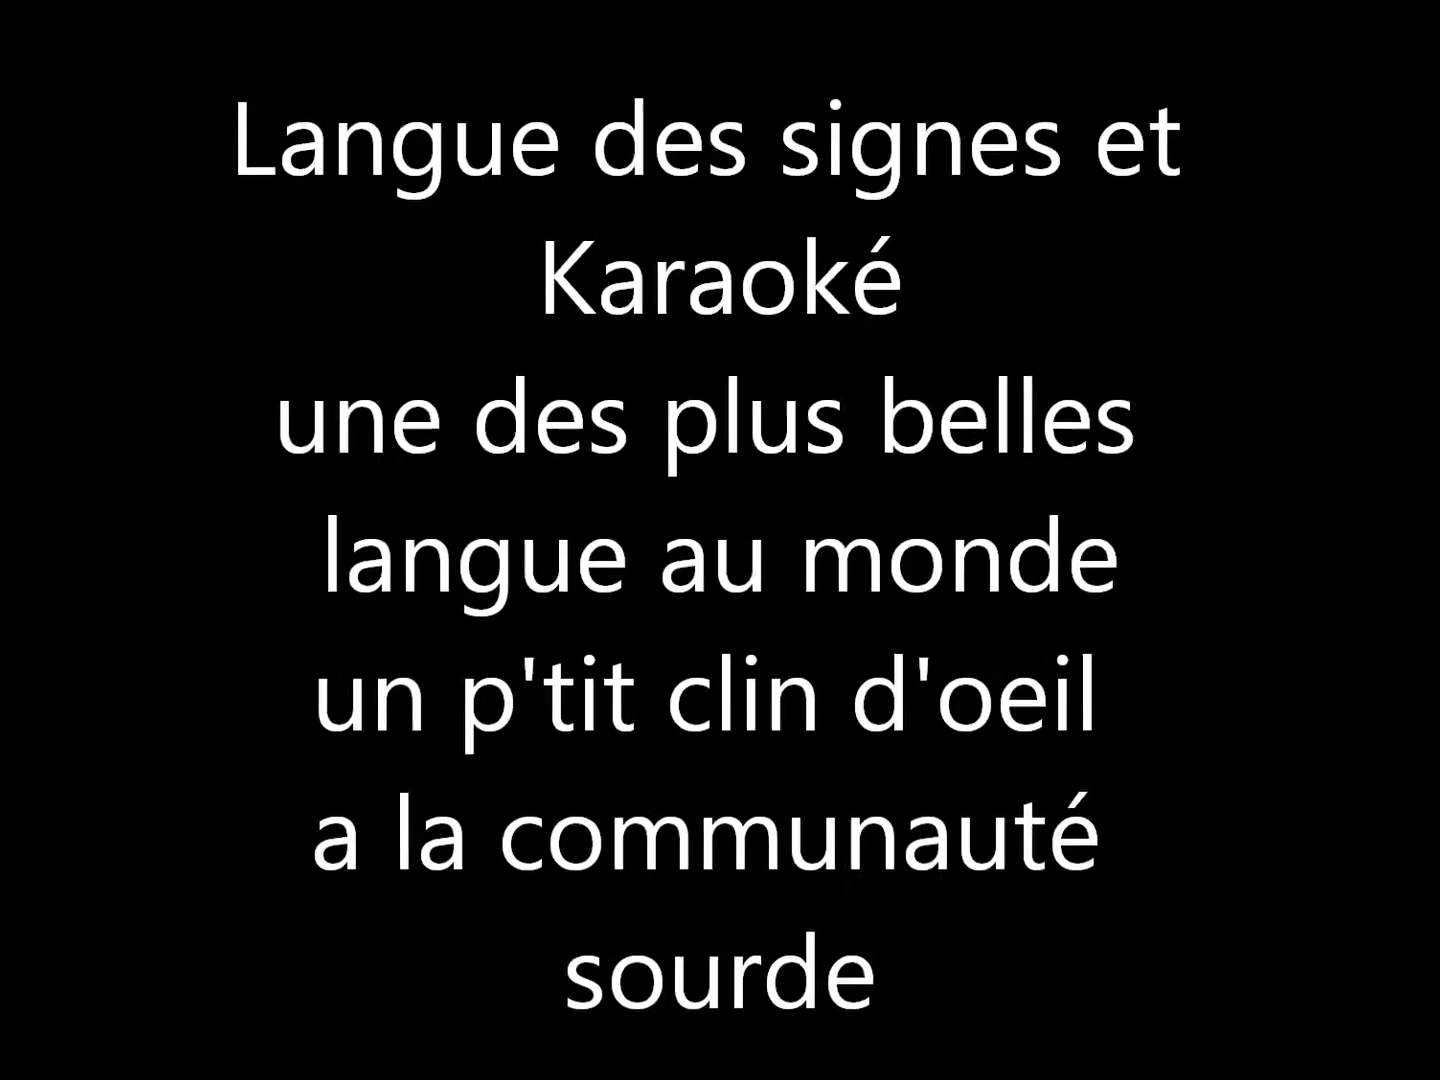 Langue des signes et
Karaoké
une des plus belles
langue au monde
un p'tit clin d'oeil
a la communauté
sourde